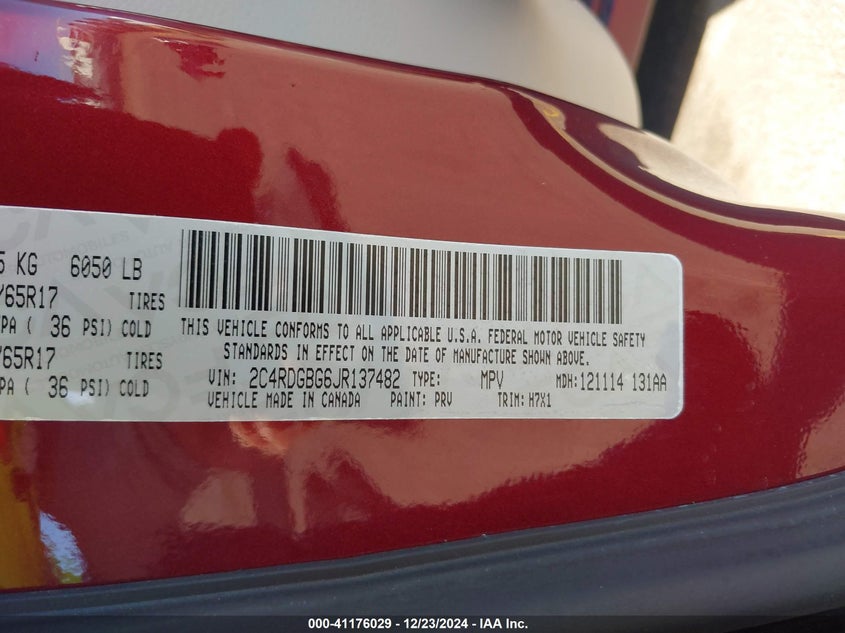 5 KG 6050 LB
/65R17 TIRES
PA ( 36 PSI) COLD
/65R17 TIRES
PA ( 36 PSI) COLD
THIS VEHICLE CONFORMS TO ALL APPLICABLE U.S.A. FEDERAL MOTOR VEHICLE SAFETY
STANDARDS IN EFFECT ON THE DATE OF MANUFACTURE SHOWN ABOVE.
VIN: 2C4RDGBG6JR137482 TYPE: MPV MDH:121114 131AA
VEHICLE MADE IN CANADA PAINT: PRV TRIM: H7X1
000-41176029 - 12/23/2024 - IAA Inc.